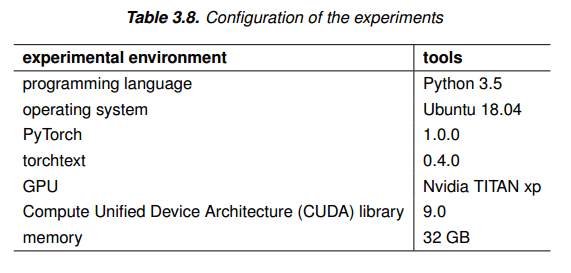 Table 3.8. Configuration of the experiments
experimental environment tools
programming language Python 3.5
operating system Ubuntu 18.04
PyTorch 1.0.0
torchtext 0.4.0
GPU Nvidia TITAN xp
Compute Unified Device Architecture (CUDA) library 9.0
memory 32 GB